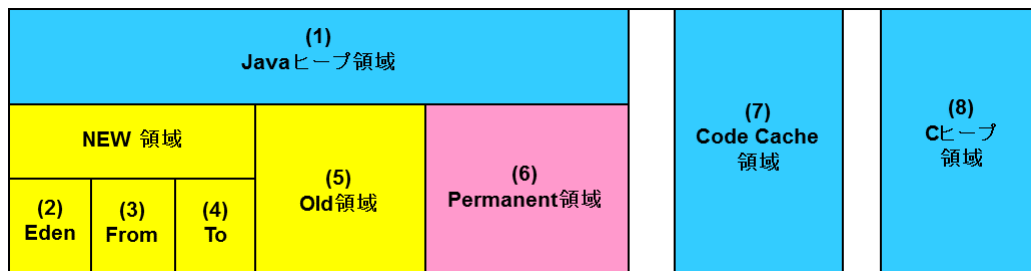 (1)
Javaヒープ領域
NEW 領域
(2)
Eden
(3)
From
(4)
To
(5)
Old領域
(6)
Permanent領域
(7)
Code Cache
領域
(8)
Cヒープ
領域